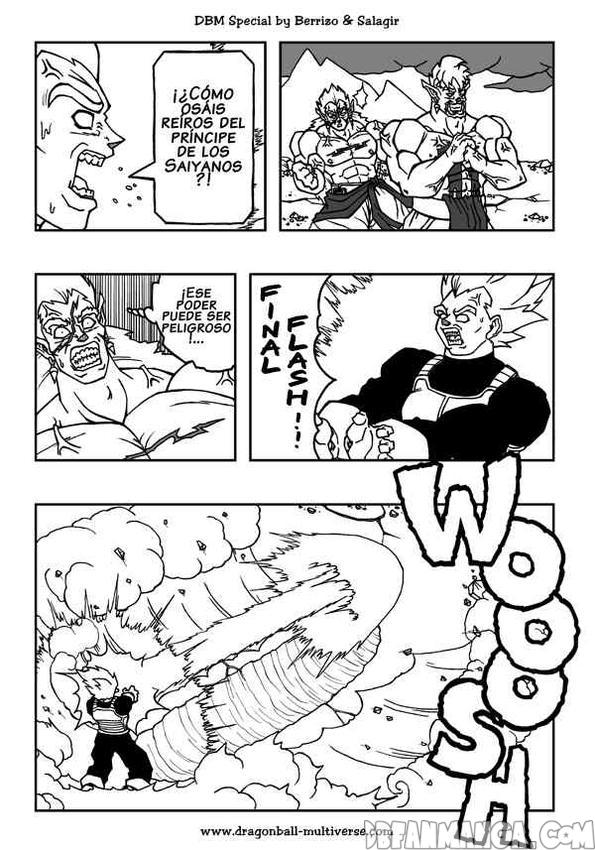 DBM Special by Berrizo & Salagir
¡¿CÓMO
OSÁIS
REÍROS DEL
PRÍNCIPE
DE LOS
SAIYANOS
?!
¡ESE
PODER
PUEDE SER
PELIGROSO
!...
FINAL
FLASH!!
WOOOSH
www.dragonball-multiverse.com
DBFANMANGA.COM